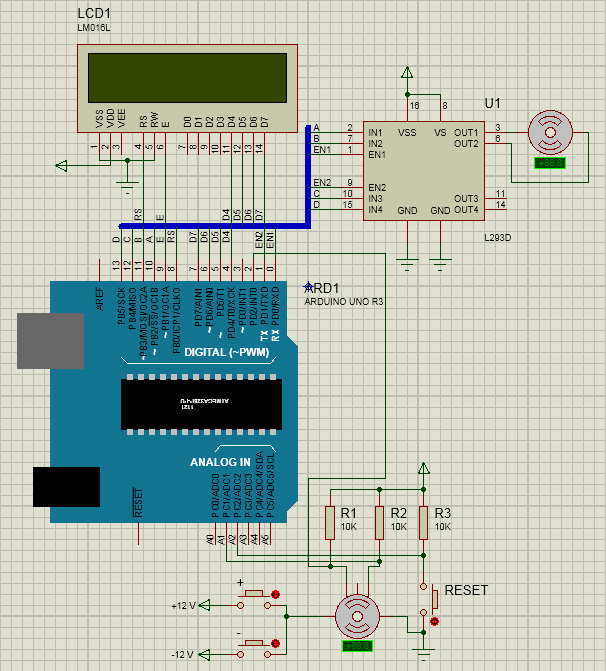 LCD1
LM016L
VSS
VDD
VEE
RS
RW
E
D0
D1
D2
D3
D4
D5
D6
D7
1
2
3
4
5
6
7
8
9
10
11
12
13
14
RS
E
D4
D5
D6
D7
A
B
EN1
EN2
C
D
2
7
1
9
10
15
IN1
IN2
EN1
EN2
IN3
IN4
16
8
VSS
VS
GND
GND
OUT1
OUT2
OUT3
OUT4
3
6
11
14
U1
L293D
D
C
B
A
E
RS
D7
D6
D5
D4
EN2
EN1
13
12
11
10
9
8
7
6
5
4
3
2
1
0
ARD1
ARDUINO UNO R3
AREF
PB5/SCK
PB4/MISO
PB3/MOSI/OC2A
PB2/SS/OC1B
PB1/OC1A
PB0/ICP1/CLKO
PD7/AIN1
PD6/AIN0
PD5/T1
PD4/T0/XCK
PD3/INT1
PD2/INT0
PD1/TXD
PD0/RXD
TX
RX
DIGITAL (~PWM)
1121
ANALOG IN
RESET
PC0/ADC0
PC1/ADC1
PC2/ADC2
PC3/ADC3
PC4/ADC4/SDA
PC5/ADC5/SCL
A0
A1
A2
A3
A4
A5
R1
10K
R2
10K
R3
10K
RESET
+
+12 V
-
-12 V